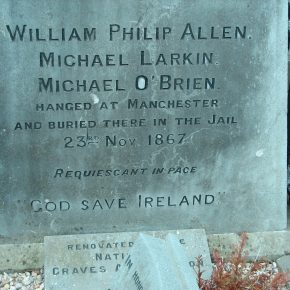 WILLIAM PHILIP ALLEN.
MICHAEL LARKIN.
MICHAEL O'BRIEN.
HANGED AT MANCHESTER
AND BURIED THERE IN THE JAIL
23RD NOV. 1867.
REQUIESCANT IN PACE
"GOD SAVE IRELAND"
RENOVATED
NATI
GRAVES